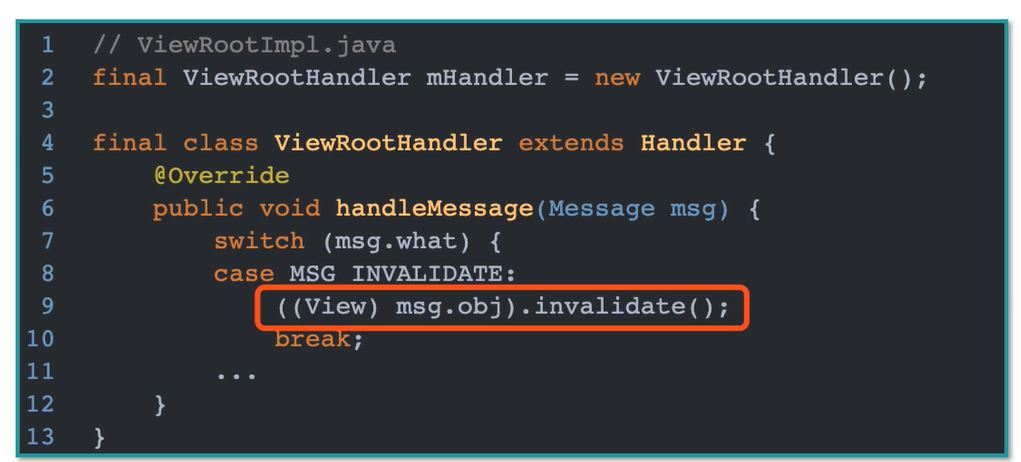 1 // ViewRootImpl.java
2 final ViewRootHandler mHandler = new ViewRootHandler();
3
4 final class ViewRootHandler extends Handler {
5     @Override
6     public void handleMessage(Message msg) {
7         switch (msg.what) {
8         case MSG_INVALIDATE:
9             ((View) msg.obj).invalidate();
10             break;
11         ...
12     }
13 }